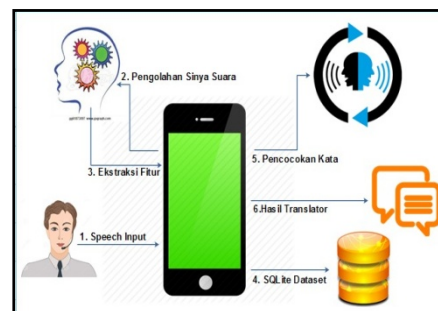 2. Pengolahan Sinya Suara
3. Ekstraksi Fitur
5. Pencocokan Kata
6.Hasil Translator
1. Speech Input
4. SQLite Dataset